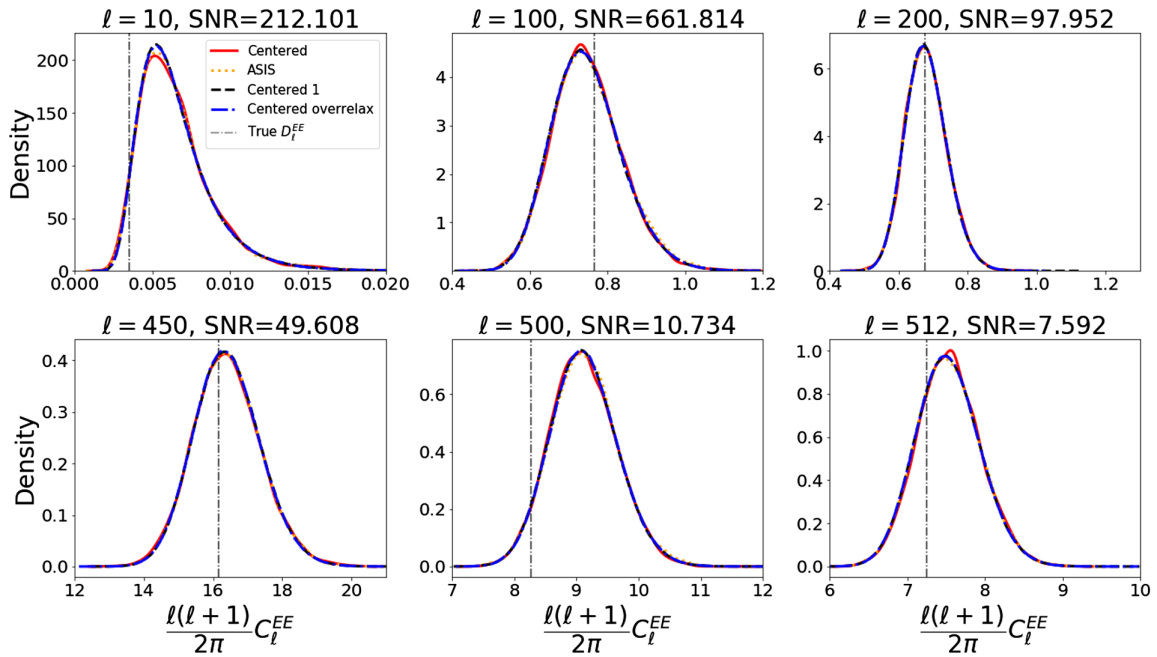 ℓ = 10, SNR=212.101
ℓ = 100, SNR=661.814
ℓ = 200, SNR=97.952
Density
200
150
100
50
0
0.000 0.005 0.010 0.015 0.020
Centered
ASIS
Centered 1
Centered overrelax
True D_ℓ^{EE}
4
3
2
1
0.4 0.6 0.8 1.0 1.2
6
4
2
0
0.4 0.6 0.8 1.0 1.2
ℓ = 450, SNR=49.608
ℓ = 500, SNR=10.734
ℓ = 512, SNR=7.592
Density
0.4
0.3
0.2
0.1
0.0
12 14 16 18 20
0.6
0.4
0.2
0.0
7 8 9 10 11 12
1.0
0.8
0.6
0.4
0.2
0.0
6 7 8 9 10
ℓ(ℓ + 1)/2π C_ℓ^{EE}
ℓ(ℓ + 1)/2π C_ℓ^{EE}
ℓ(ℓ + 1)/2π C_ℓ^{EE}